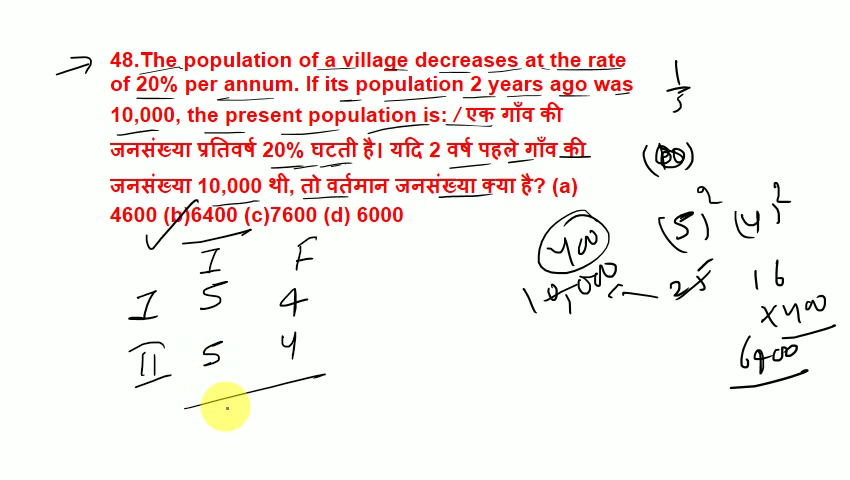 48.The population of a village decreases at the rate
of 20% per annum. If its population 2 years ago was
10,000, the present population is: / एक गाँव की
जनसंख्या प्रतिवर्ष 20% घटती है। यदि 2 वर्ष पहले गाँव की
जनसंख्या 10,000 थी, तो वर्तमान जनसंख्या क्या है? (a)
4600 (b)6400 (c)7600 (d) 6000
1/5
(5)² (4)²
400
10,000 25 16
×400
6400
I F
I 5 4
II 5 4